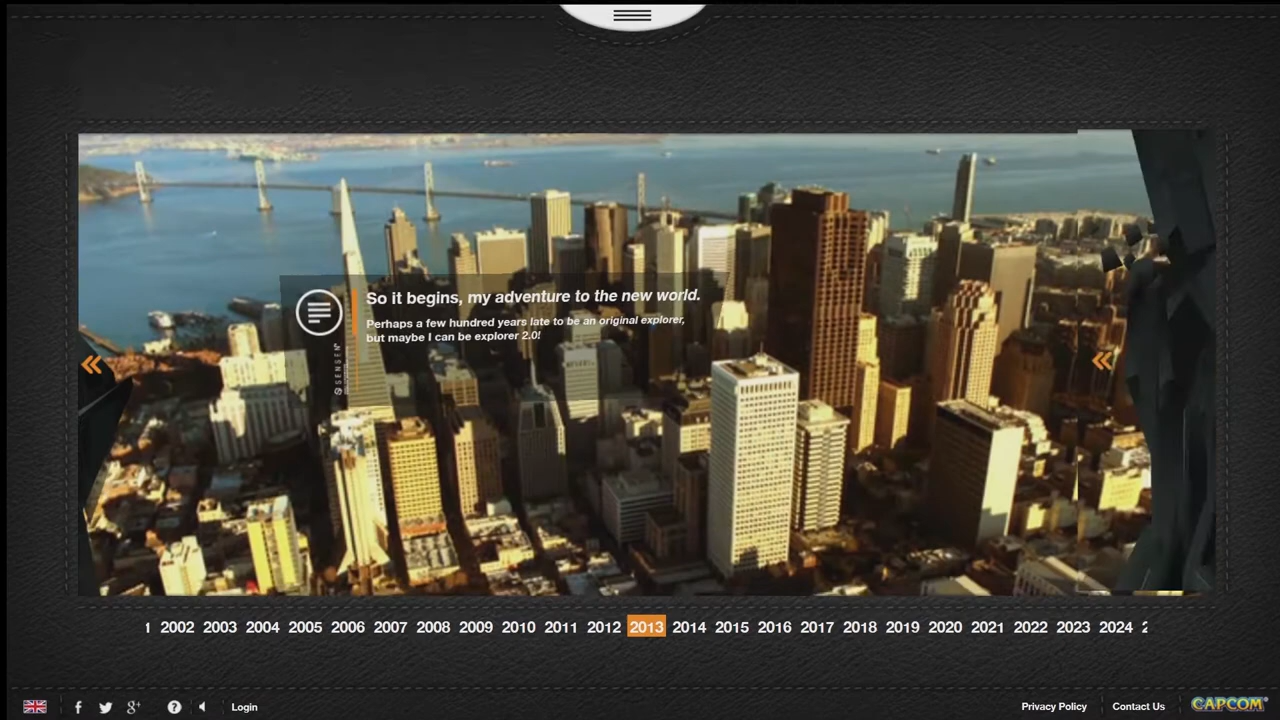 So it begins, my adventure to the new world.
Perhaps a few hundred years late to be an original explorer,
but maybe I can be explorer 2.0!
SENSEN
2002 2003 2004 2005 2006 2007 2008 2009 2010 2011 2012 2013 2014 2015 2016 2017 2018 2019 2020 2021 2022 2023 2024
f g+ ? Login Privacy Policy Contact Us CAPCOM